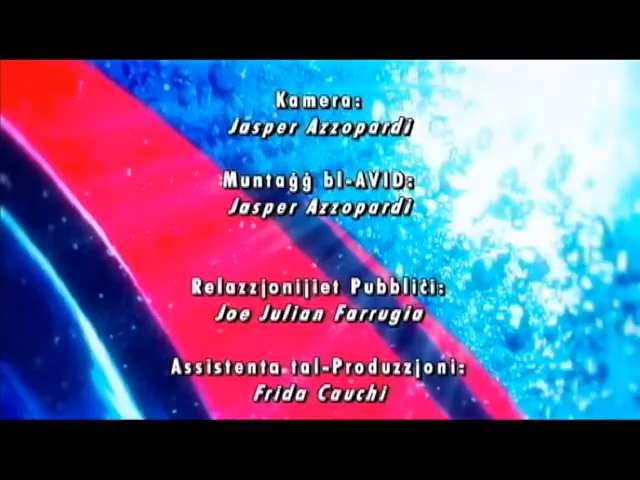 Kamera:
Jasper Azzopardi
Muntaġġ bl-AVID:
Jasper Azzopardi
Relazzjonijiet Pubbliċi:
Joe Julian Farrugia
Assistenta tal-Produzzjoni:
Frida Cauchi